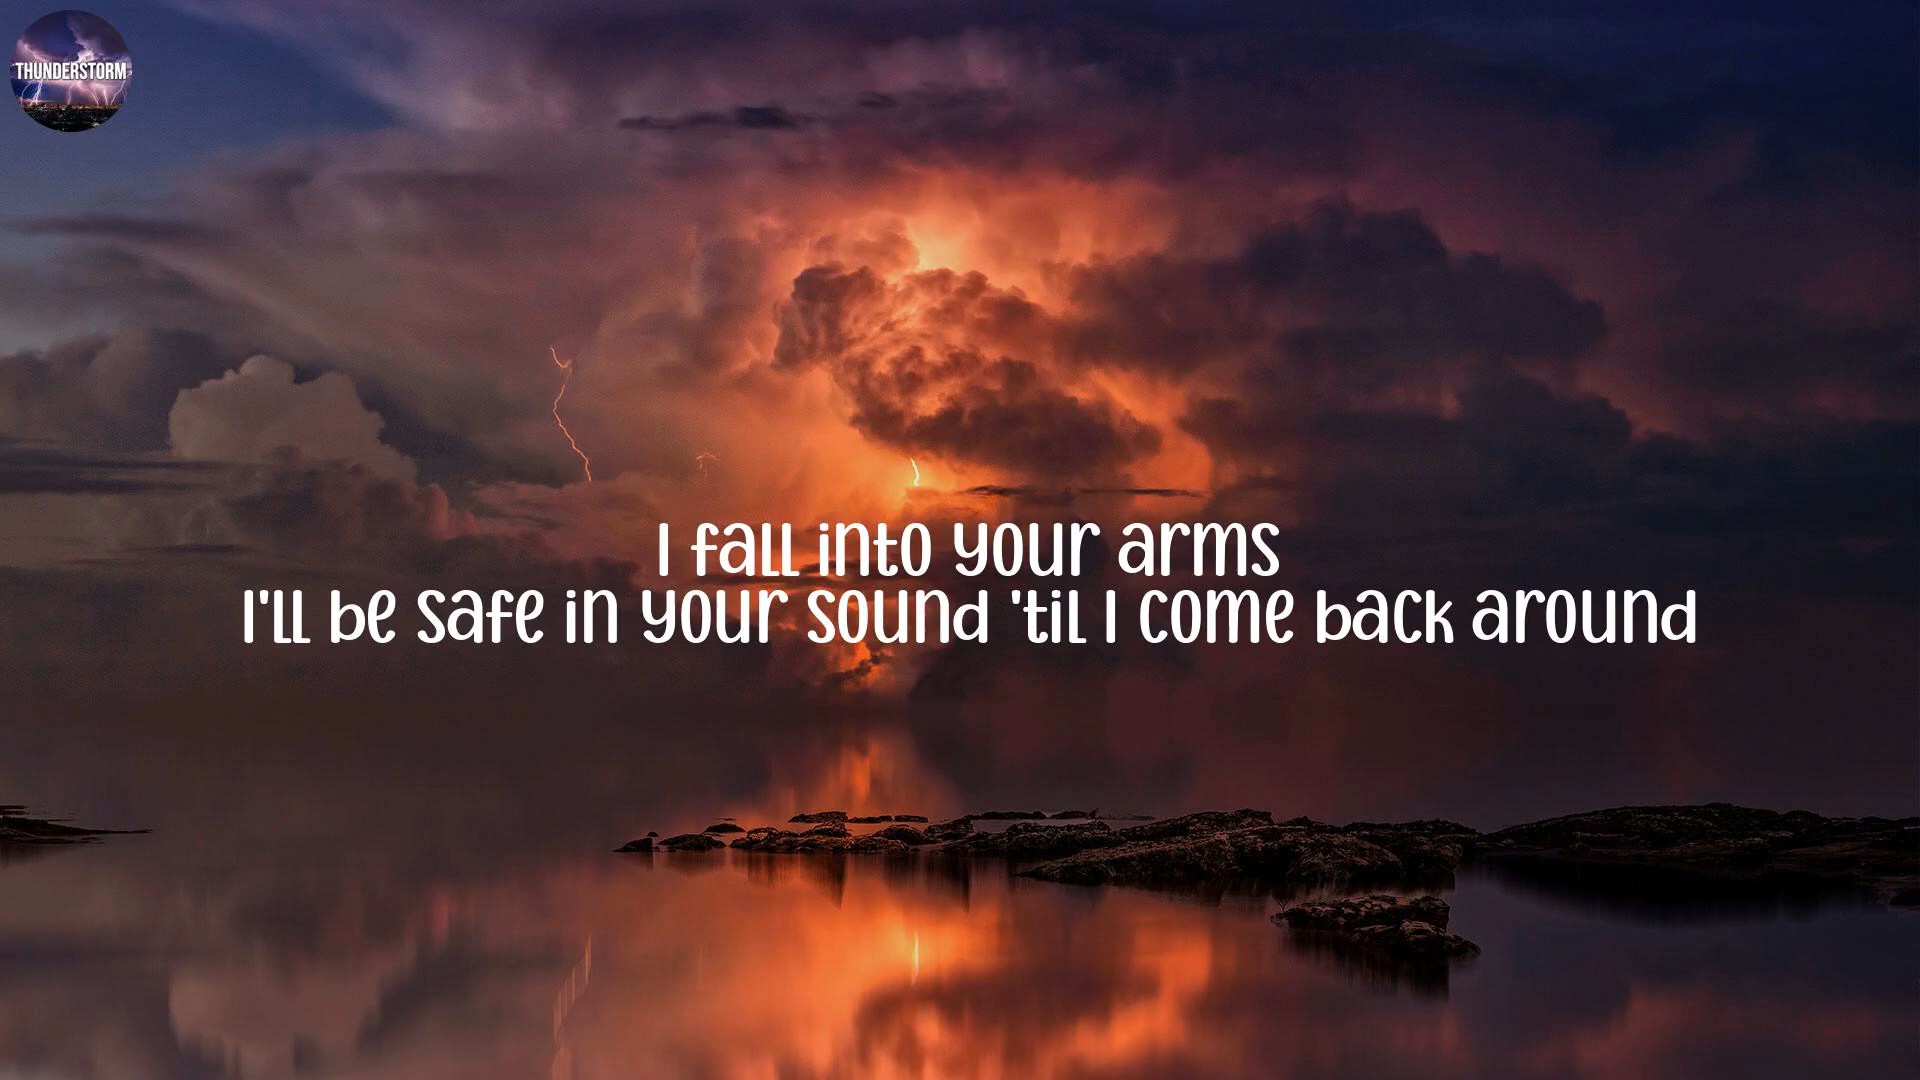 THUNDERSTORM
I fall into your arms
I'll be safe in your sound 'til I come back around